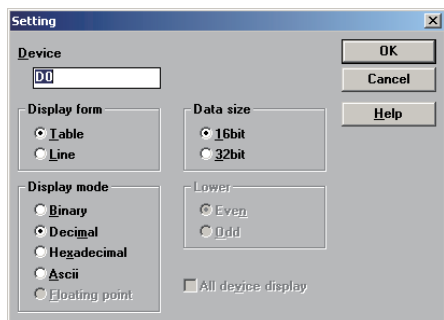 Setting
Device
D0
OK
Cancel
Help
Display form
Table
Line
Data size
16bit
32bit
Display mode
Binary
Decimal
Hexadecimal
Ascii
Floating point
Lower
Even
Odd
All device display